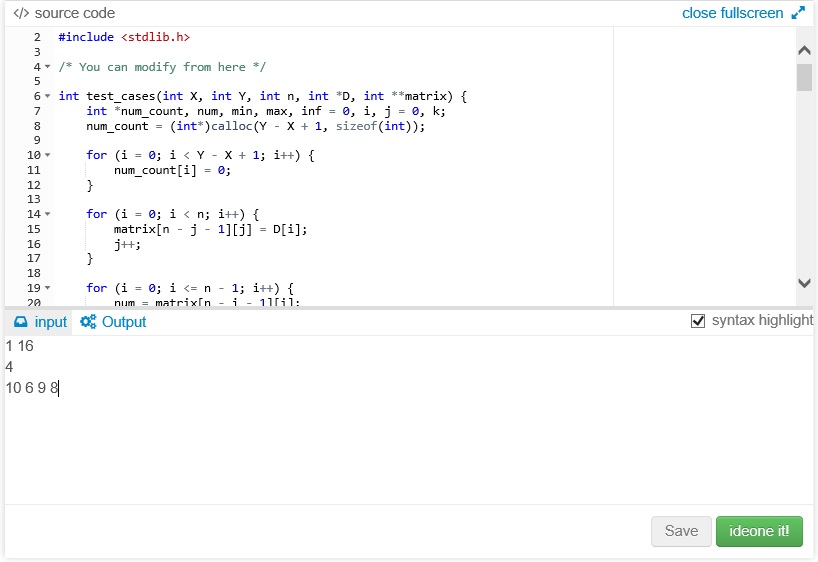 </> source code close fullscreen
2 #include <stdlib.h>
3
4 /* You can modify from here */
5
6 int test_cases(int X, int Y, int n, int *D, int **matrix) {
7 int *num_count, num, min, max, inf = 0, i, j = 0, k;
8 num_count = (int*)calloc(Y - X + 1, sizeof(int));
9
10 for (i = 0; i < Y - X + 1; i++) {
11 num_count[i] = 0;
12 }
13
14 for (i = 0; i < n; i++) {
15 matrix[n - j - 1][j] = D[i];
16 j++;
17 }
18
19 for (i = 0; i <= n - 1; i++) {
20 num = matrix[n - i - 1][i];
input Output syntax highlight
1 16
4
10 6 9 8
Save ideone it!